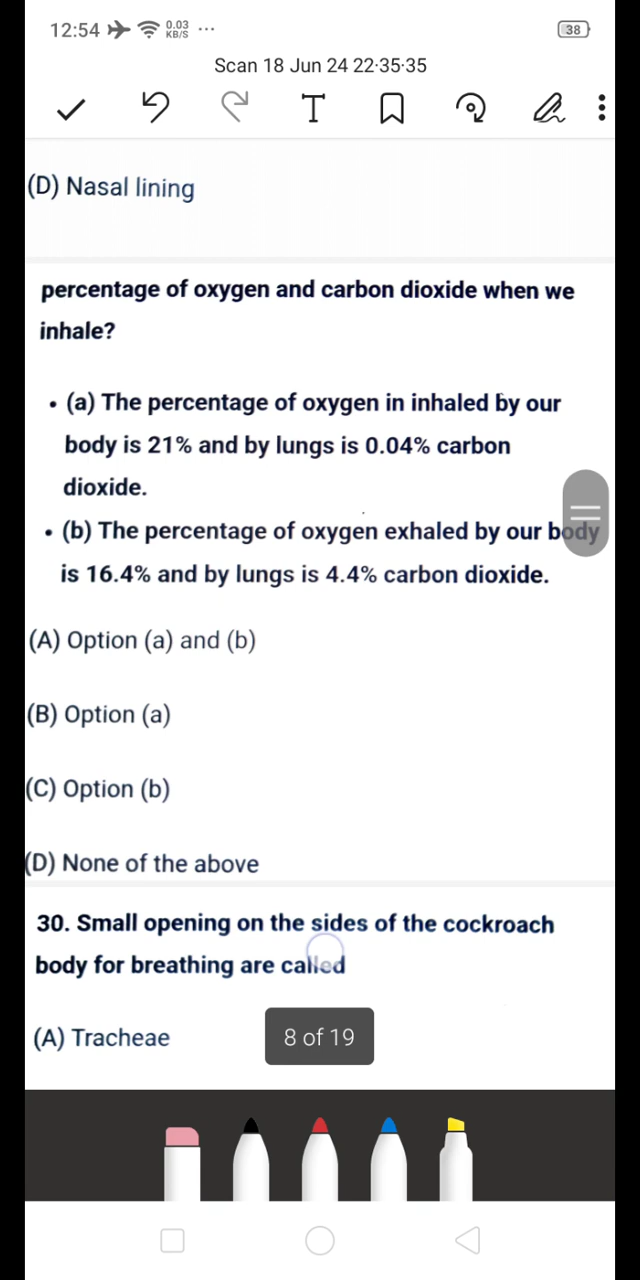 12:54 0.03 KB/S ... 38
Scan 18 Jun 24 22:35:35
T
(D) Nasal lining
percentage of oxygen and carbon dioxide when we
inhale?
• (a) The percentage of oxygen in inhaled by our
body is 21% and by lungs is 0.04% carbon
dioxide.
• (b) The percentage of oxygen exhaled by our body
is 16.4% and by lungs is 4.4% carbon dioxide.
(A) Option (a) and (b)
(B) Option (a)
(C) Option (b)
(D) None of the above
30. Small opening on the sides of the cockroach
body for breathing are called
(A) Tracheae
8 of 19